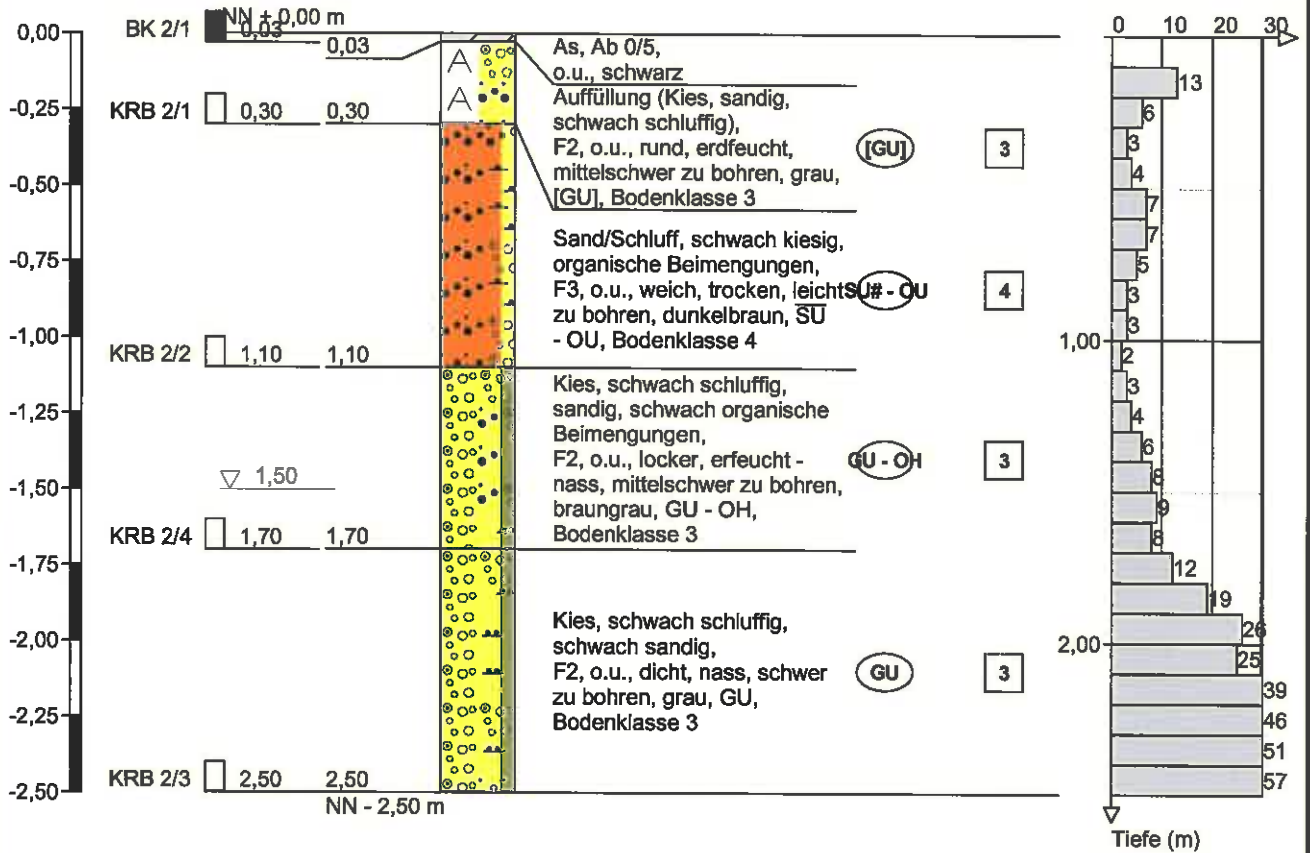 NN ± 0,00 m
0,00
BK 2/1
0,03
0,03
As, Ab 0/5,
o.u., schwarz
-0,25
KRB 2/1
0,30
0,30
A
A
Auffüllung (Kies, sandig,
schwach schluffig),
F2, o.u., rund, erdfeucht,
mittelschwer zu bohren, grau,
[GU], Bodenklasse 3
[GU]
3
-0,50
-0,75
-1,00
KRB 2/2
1,10
1,10
Sand/Schluff, schwach kiesig,
organische Beimengungen,
F3, o.u., weich, trocken, leicht
zu bohren, dunkelbraun, SU
- OU, Bodenklasse 4
SU# - OU
4
-1,25
1,50
-1,50
KRB 2/4
1,70
1,70
Kies, schwach schluffig,
sandig, schwach organische
Beimengungen,
F2, o.u., locker, erfeucht -
nass, mittelschwer zu bohren,
braungrau, GU - OH,
Bodenklasse 3
GU - OH
3
-1,75
-2,00
-2,25
-2,50
KRB 2/3
2,50
2,50
Kies, schwach schluffig,
schwach sandig,
F2, o.u., dicht, nass, schwer
zu bohren, grau, GU,
Bodenklasse 3
GU
3
NN - 2,50 m
0 10 20 30
13
6
3
4
7
7
5
3
3
1,00
2
3
4
6
8
9
8
12
19
26
2,00
25
39
46
51
57
Tiefe (m)